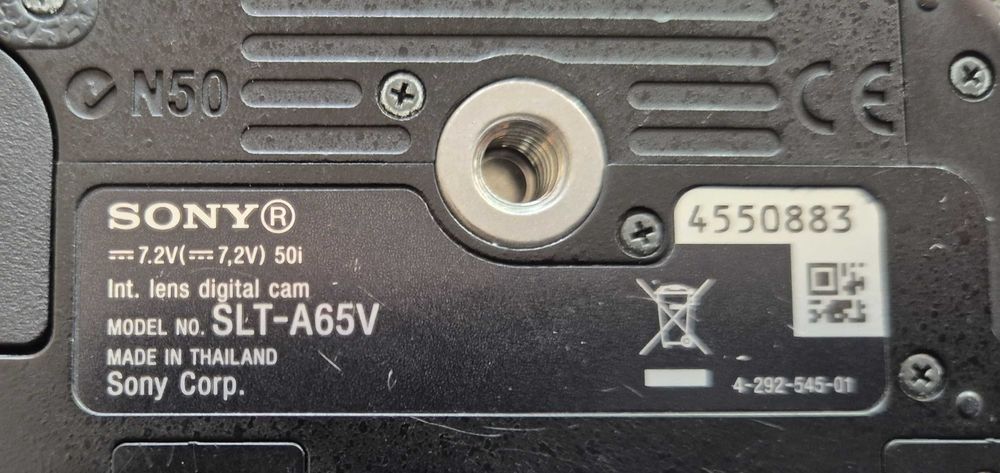 N50
CE
SONY®
⎓ 7.2V(⎓ 7,2V) 50i
Int. lens digital cam
MODEL NO. SLT-A65V
MADE IN THAILAND
Sony Corp.
4550883
4-292-545-01